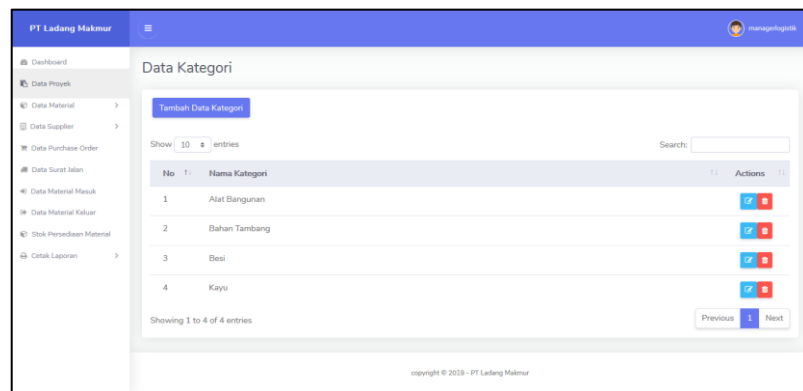 PT Ladang Makmur
managerlogistik
Dashboard
Data Proyek
Data Material
Data Supplier
Data Purchase Order
Data Surat Jalan
Data Material Masuk
Data Material Keluar
Stok Persediaan Material
Cetak Laporan
Data Kategori
Tambah Data Kategori
Show 10 entries Search:
No Nama Kategori Actions
1 Alat Bangunan
2 Bahan Tambang
3 Besi
4 Kayu
Showing 1 to 4 of 4 entries Previous 1 Next
copyright © 2019 - PT Ladang Makmur